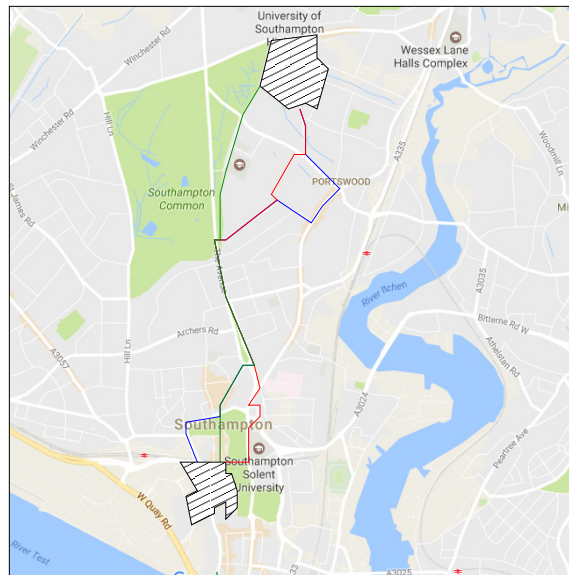 University of
Southampton
Wessex Lane
Halls Complex
Winchester Rd
Hill Ln
Winchester Rd
Woodmill Ln
A335
St James Rd
Southampton
Common
PORTSWOOD
The Avenue
River Itchen
A3035
Archers Rd
Bitterne Rd W
Hill Ln
A3057
Athelstan Rd
A3024
Southampton
Peartree Ave
Southampton
Solent
University
W Quay Rd
River Test
A33
A3025